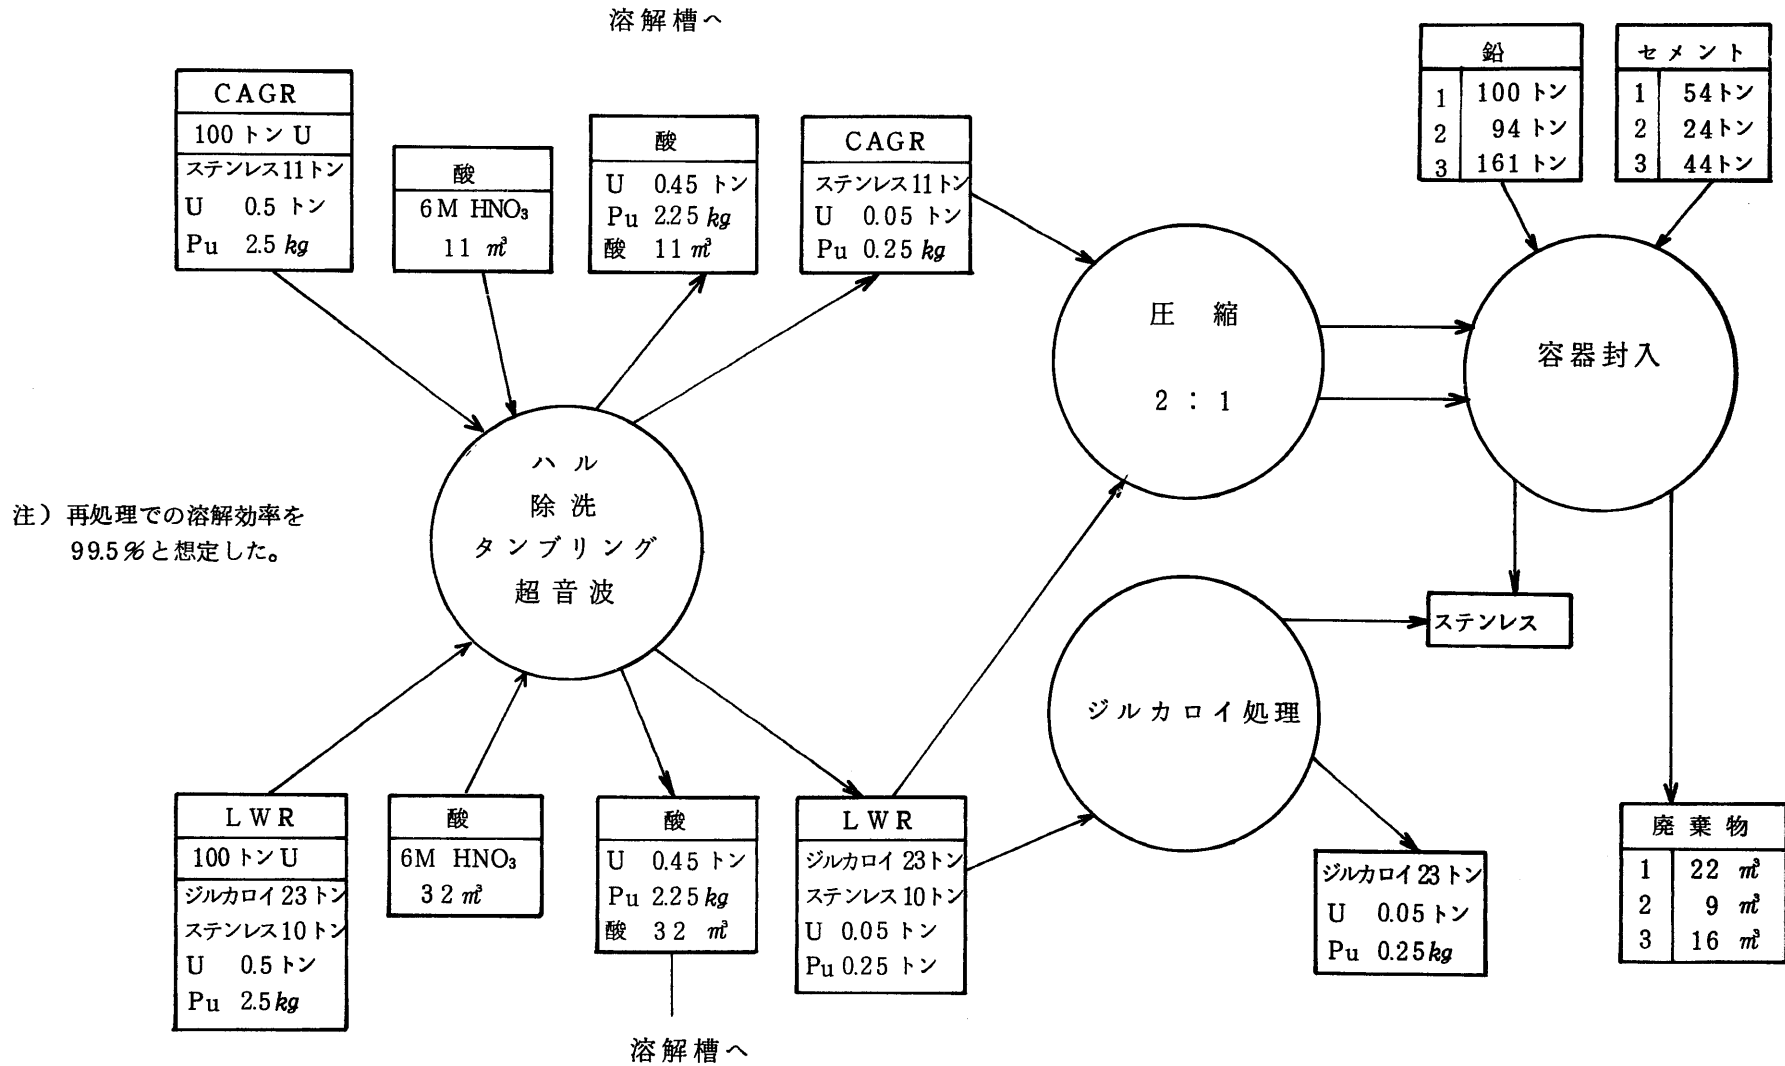 溶解槽へ
CAGR
100 トン U
ステンレス11トン
U 0.5 トン
Pu 2.5 kg
酸
6M HNO₃
11 m³
酸
U 0.45 トン
Pu 2.25 kg
酸 11 m³
CAGR
ステンレス11トン
U 0.05 トン
Pu 0.25 kg
鉛
1 100 トン
2 94 トン
3 161 トン
セメント
1 54トン
2 24トン
3 44トン
圧縮
2 : 1
容器封入
ハル
除洗
タンブリング
超音波
注）再処理での溶解効率を
99.5%と想定した。
ステンレス
ジルカロイ処理
LWR
100トンU
ジルカロイ23トン
ステンレス10トン
U 0.5トン
Pu 2.5kg
酸
6M HNO₃
32m³
酸
U 0.45 トン
Pu 2.25kg
酸 32 m³
LWR
ジルカロイ23トン
ステンレス10トン
U 0.05 トン
Pu 0.25 トン
ジルカロイ23トン
U 0.05トン
Pu 0.25kg
廃棄物
1 22 m³
2 9 m³
3 16 m³
溶解槽へ